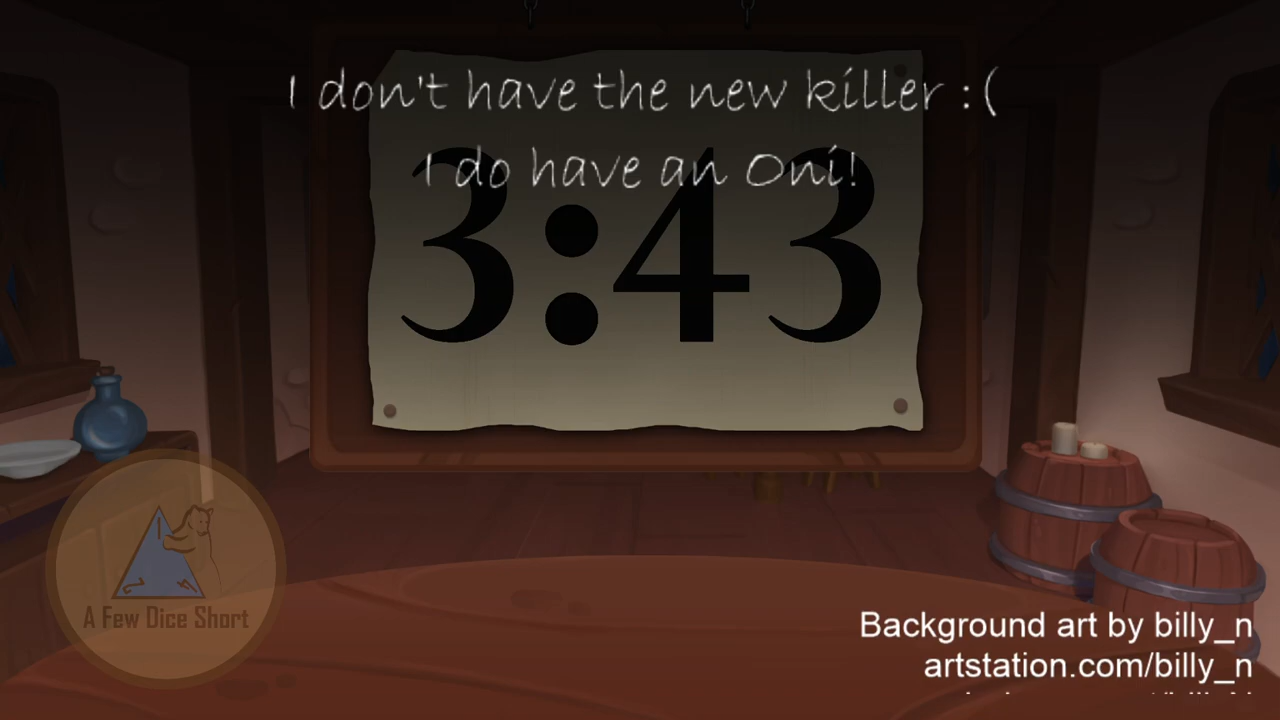 I don't have the new killer :(
I do have an Oni!
3:43
A Few Dice Short
Background art by billy_n
artstation.com/billy_n